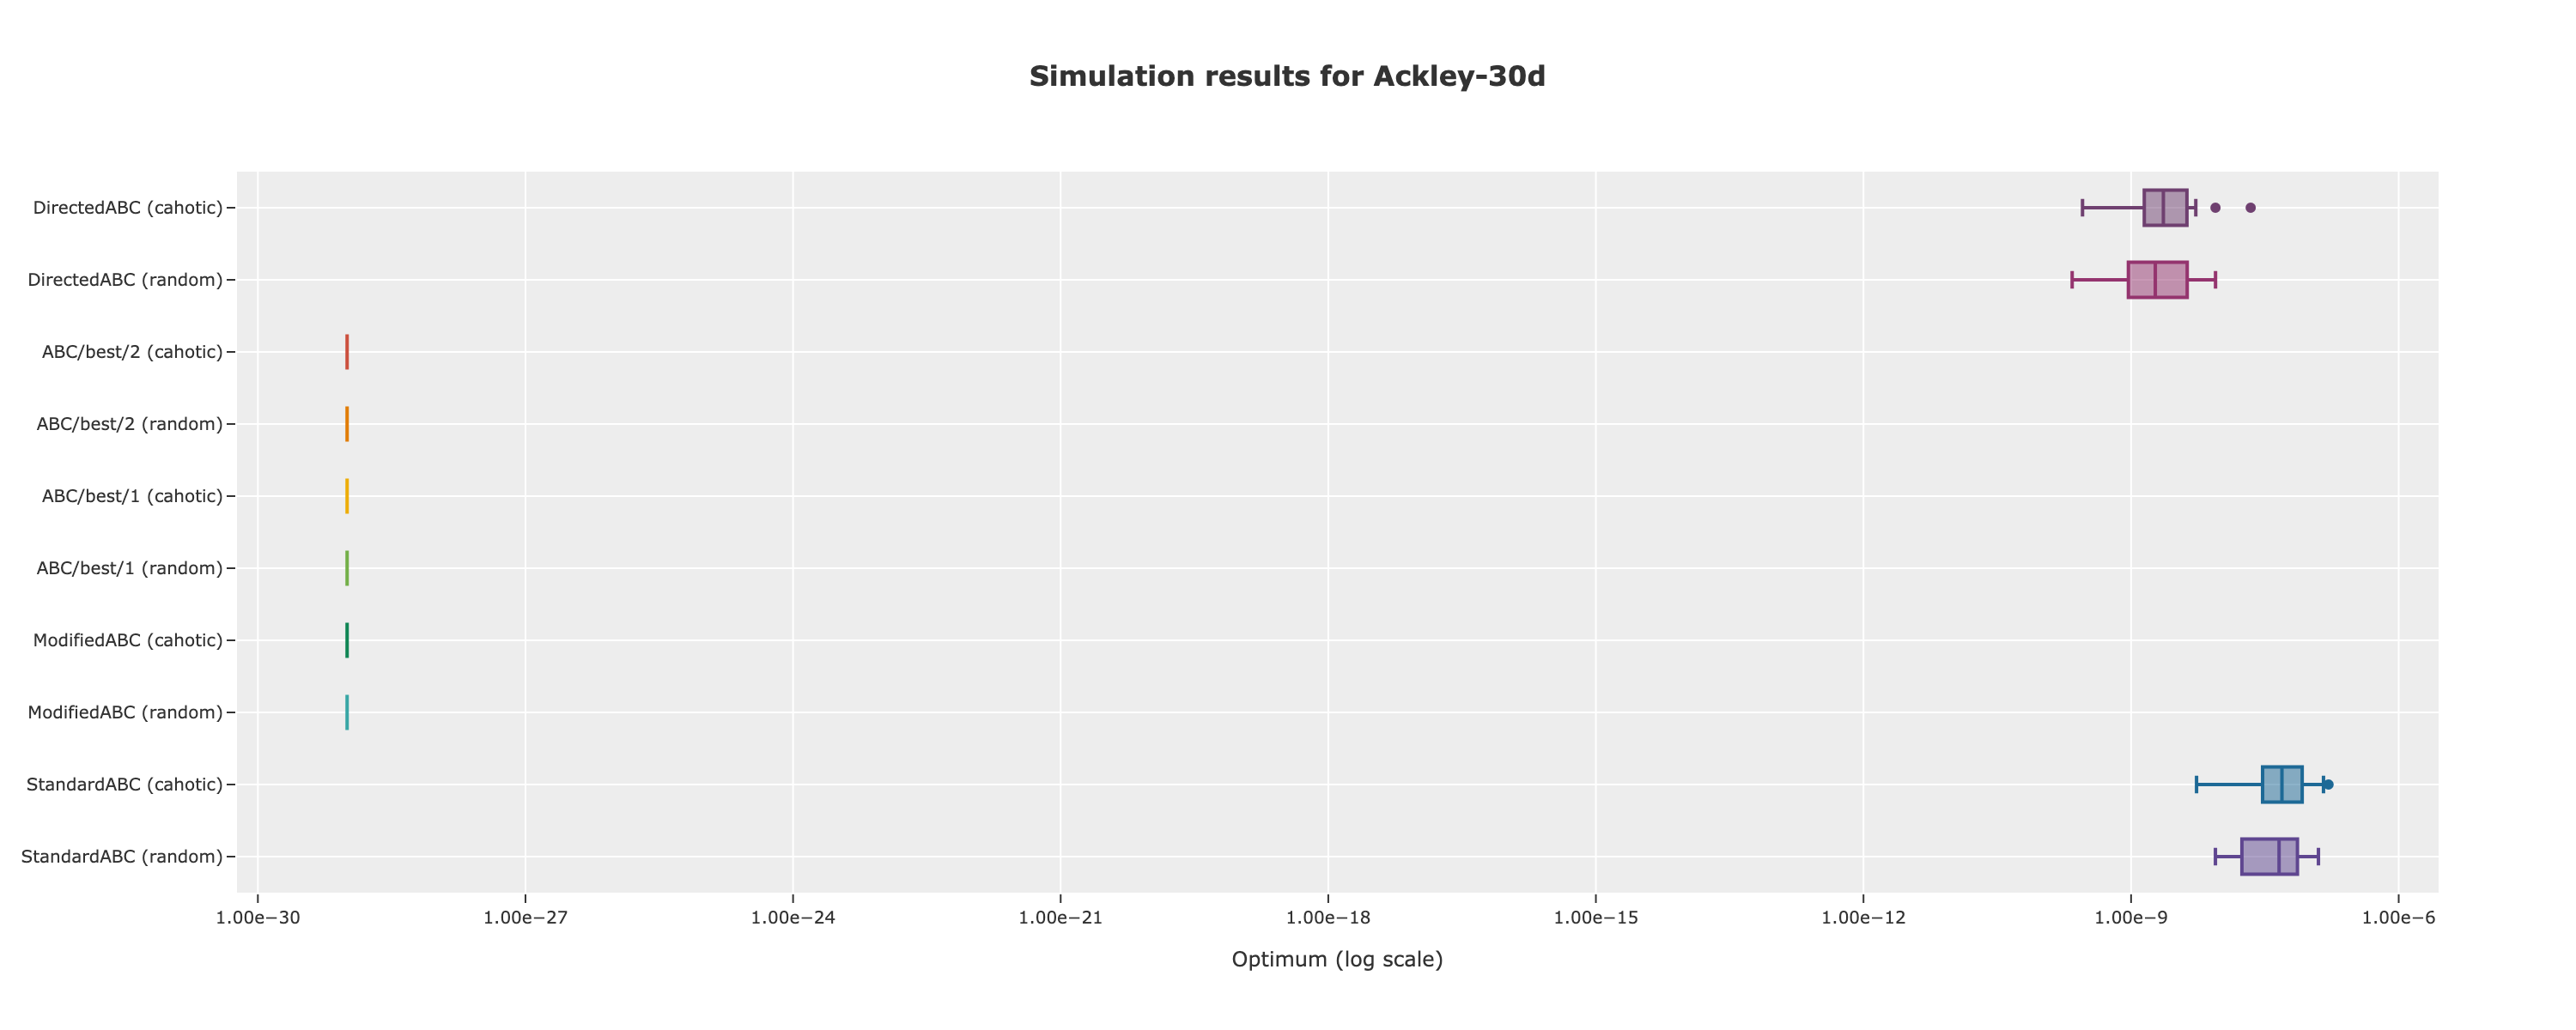 Simulation results for Ackley-30d
DirectedABC (cahotic)
DirectedABC (random)
ABC/best/2 (cahotic)
ABC/best/2 (random)
ABC/best/1 (cahotic)
ABC/best/1 (random)
ModifiedABC (cahotic)
ModifiedABC (random)
StandardABC (cahotic)
StandardABC (random)
1.00e−30 1.00e−27 1.00e−24 1.00e−21 1.00e−18 1.00e−15 1.00e−12 1.00e−9 1.00e−6
Optimum (log scale)